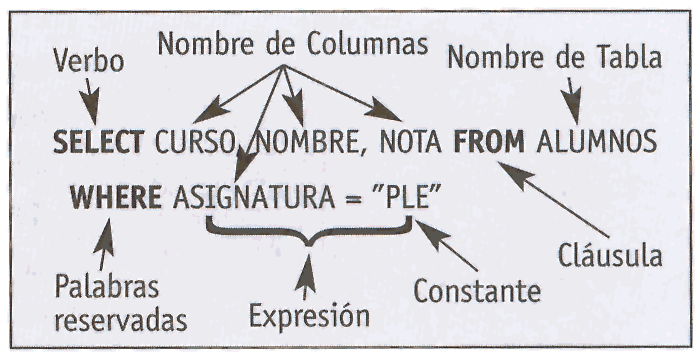 Nombre de Columnas
Verbo
Nombre de Tabla
SELECT CURSO, NOMBRE, NOTA FROM ALUMNOS
WHERE ASIGNATURA = "PLE"
Cláusula
Palabras
reservadas
Expresión
Constante